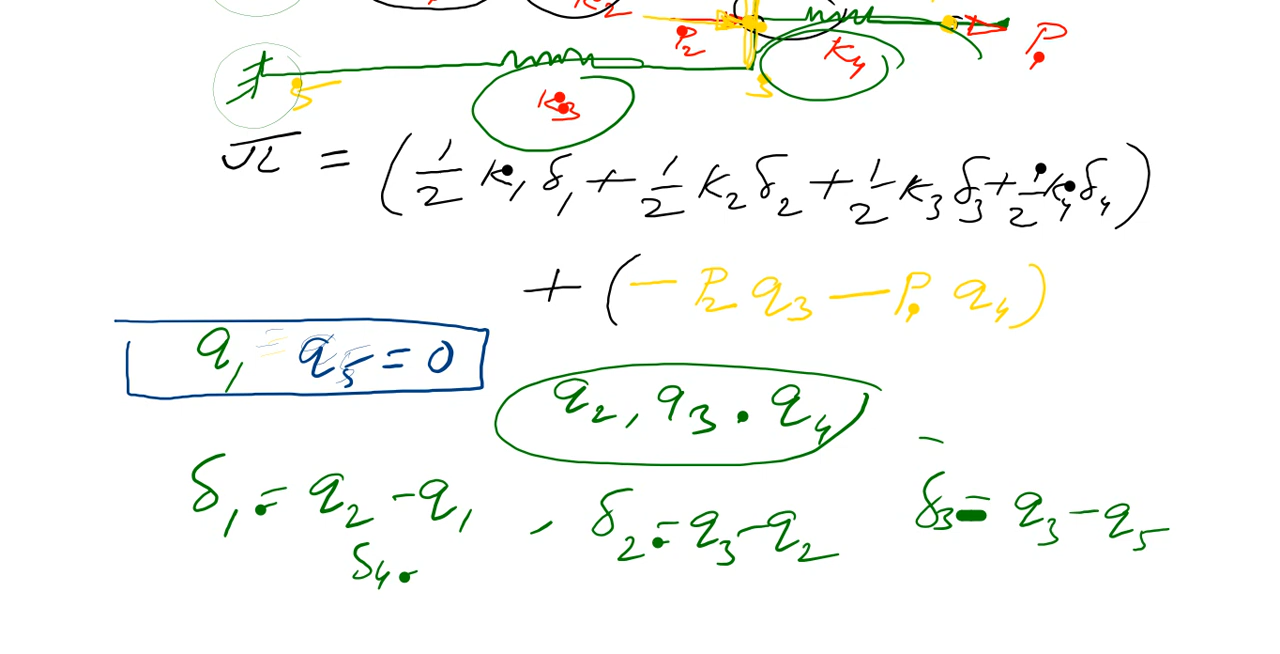 k2
P2 k4 P.
5 k3 3
π = (1/2 k1 δ1 + 1/2 k2 δ2 + 1/2 k3 δ3 + 1/2 k4 δ4)
+ (- P2 q3 - P. q4)
q1 = q5 = 0
q2, q3 . q4
δ1 = q2 - q1 , δ2 = q3 - q2 δ3 = q3 - q5
δ4.